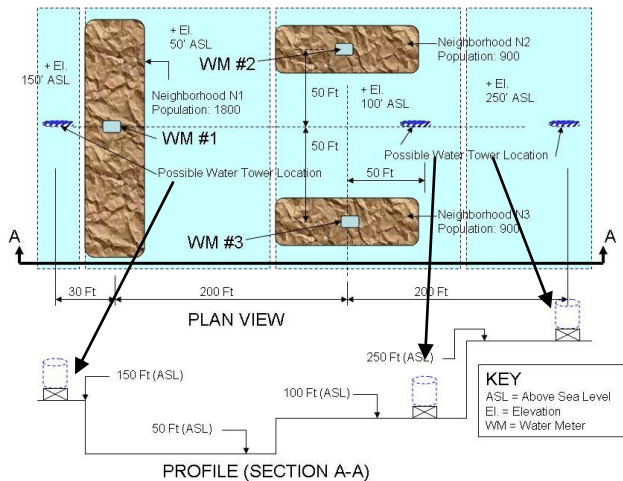 + El.
150' ASL
+ El.
50' ASL
Neighborhood N1
Population: 1800
WM #1
Possible Water Tower Location
WM #2
50 Ft
50 Ft
WM #3
Neighborhood N2
Population: 900
+ El.
100' ASL
+ El.
250' ASL
Possible Water Tower Location
50 Ft
Neighborhood N3
Population: 900
A
A
30 Ft
200 Ft
200 Ft
PLAN VIEW
150 Ft (ASL)
50 Ft (ASL)
100 Ft (ASL)
250 Ft (ASL)
KEY
ASL = Above Sea Level
El. = Elevation
WM = Water Meter
PROFILE (SECTION A-A)